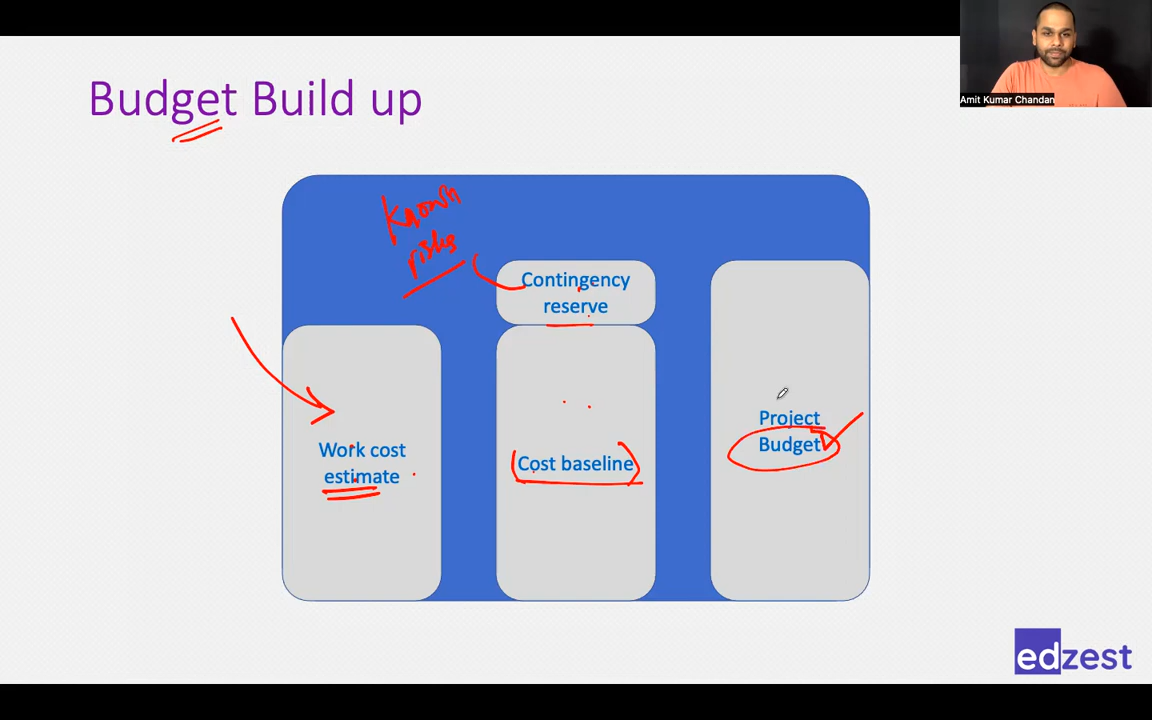 Amit Kumar Chandan
Budget Build up
Known
risks
Contingency
reserve
Work cost
estimate
Cost baseline
Project
Budget
edzest